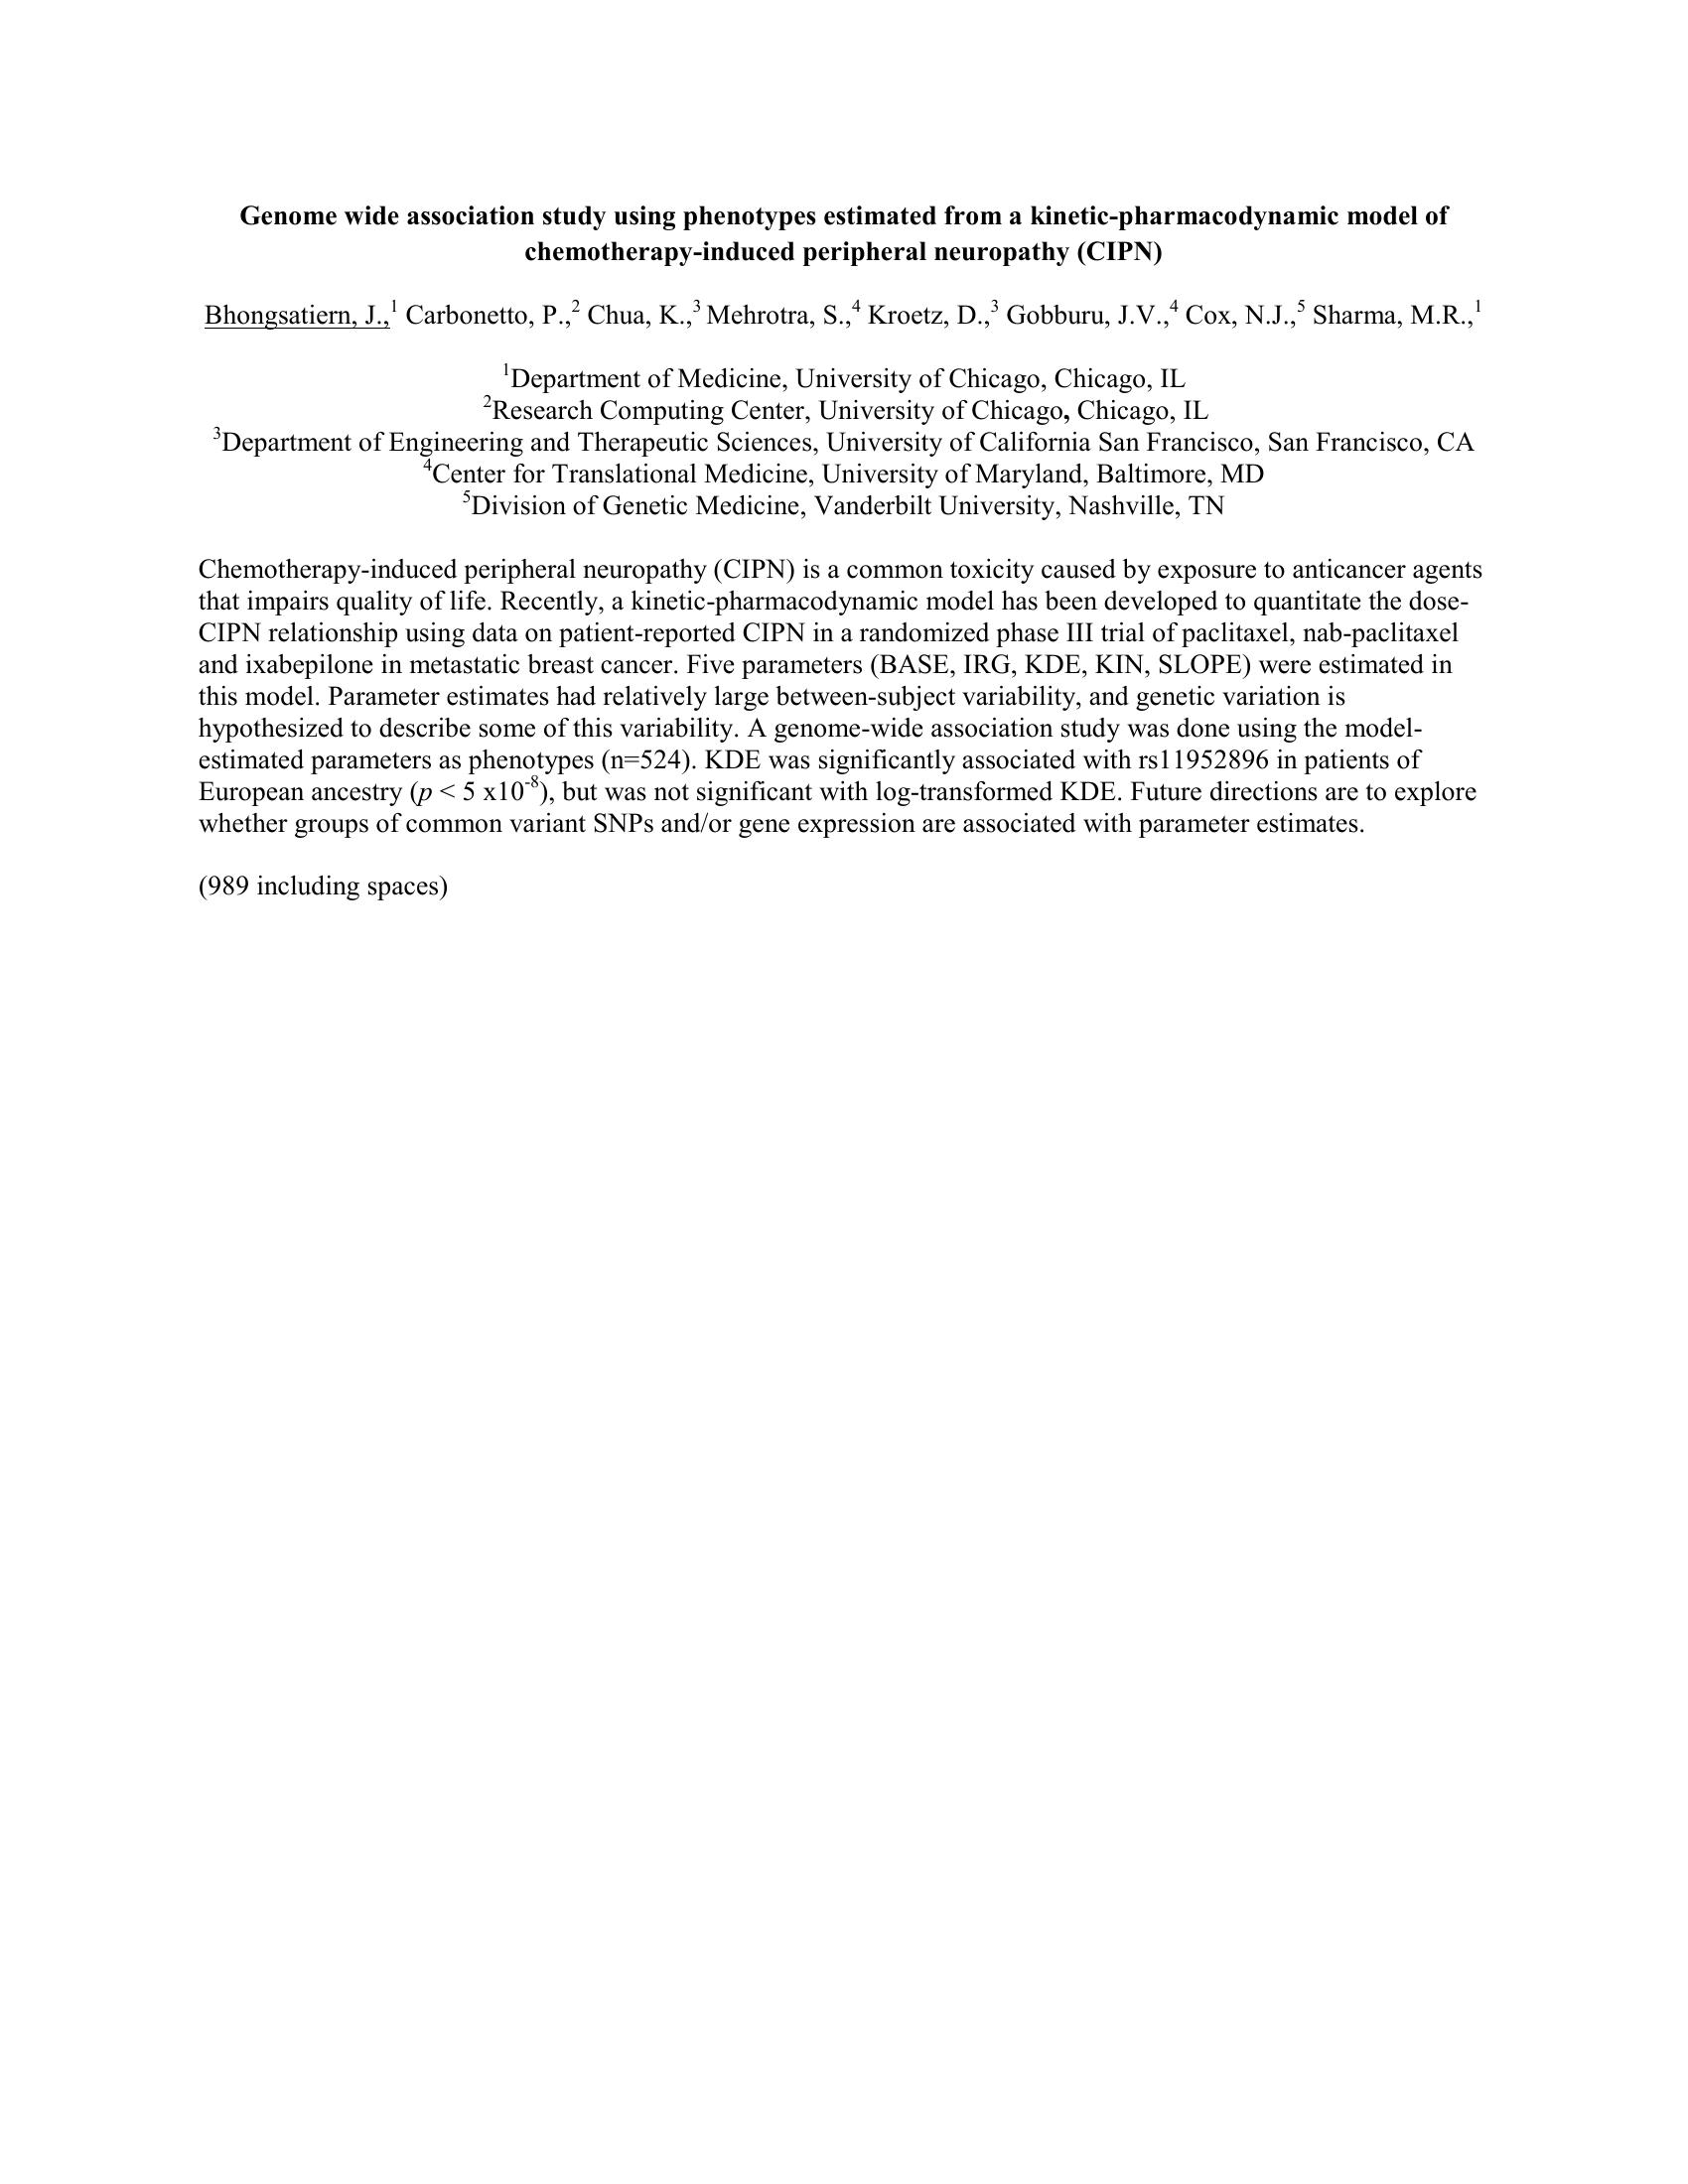 Genome wide association study using phenotypes estimated from a kinetic-pharmacodynamic model of
chemotherapy-induced peripheral neuropathy (CIPN)
Bhongsatiern, J.,1 Carbonetto, P.,2 Chua, K.,3 Mehrotra, S.,4 Kroetz, D.,3 Gobburu, J.V.,4 Cox, N.J.,5 Sharma, M.R.,1
1Department of Medicine, University of Chicago, Chicago, IL
2Research Computing Center, University of Chicago, Chicago, IL
3Department of Engineering and Therapeutic Sciences, University of California San Francisco, San Francisco, CA
4Center for Translational Medicine, University of Maryland, Baltimore, MD
5Division of Genetic Medicine, Vanderbilt University, Nashville, TN
Chemotherapy-induced peripheral neuropathy (CIPN) is a common toxicity caused by exposure to anticancer agents
that impairs quality of life. Recently, a kinetic-pharmacodynamic model has been developed to quantitate the dose-
CIPN relationship using data on patient-reported CIPN in a randomized phase III trial of paclitaxel, nab-paclitaxel
and ixabepilone in metastatic breast cancer. Five parameters (BASE, IRG, KDE, KIN, SLOPE) were estimated in
this model. Parameter estimates had relatively large between-subject variability, and genetic variation is
hypothesized to describe some of this variability. A genome-wide association study was done using the model-
estimated parameters as phenotypes (n=524). KDE was significantly associated with rs11952896 in patients of
European ancestry (p < 5 x10-8), but was not significant with log-transformed KDE. Future directions are to explore
whether groups of common variant SNPs and/or gene expression are associated with parameter estimates.
(989 including spaces)